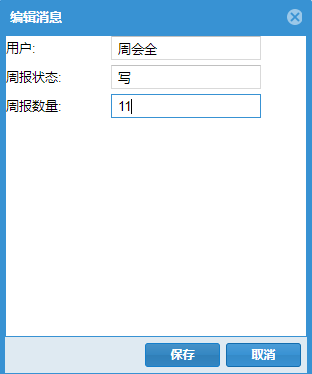 编辑消息
用户: 周会全
周报状态: 写
周报数量: 11
保存 取消